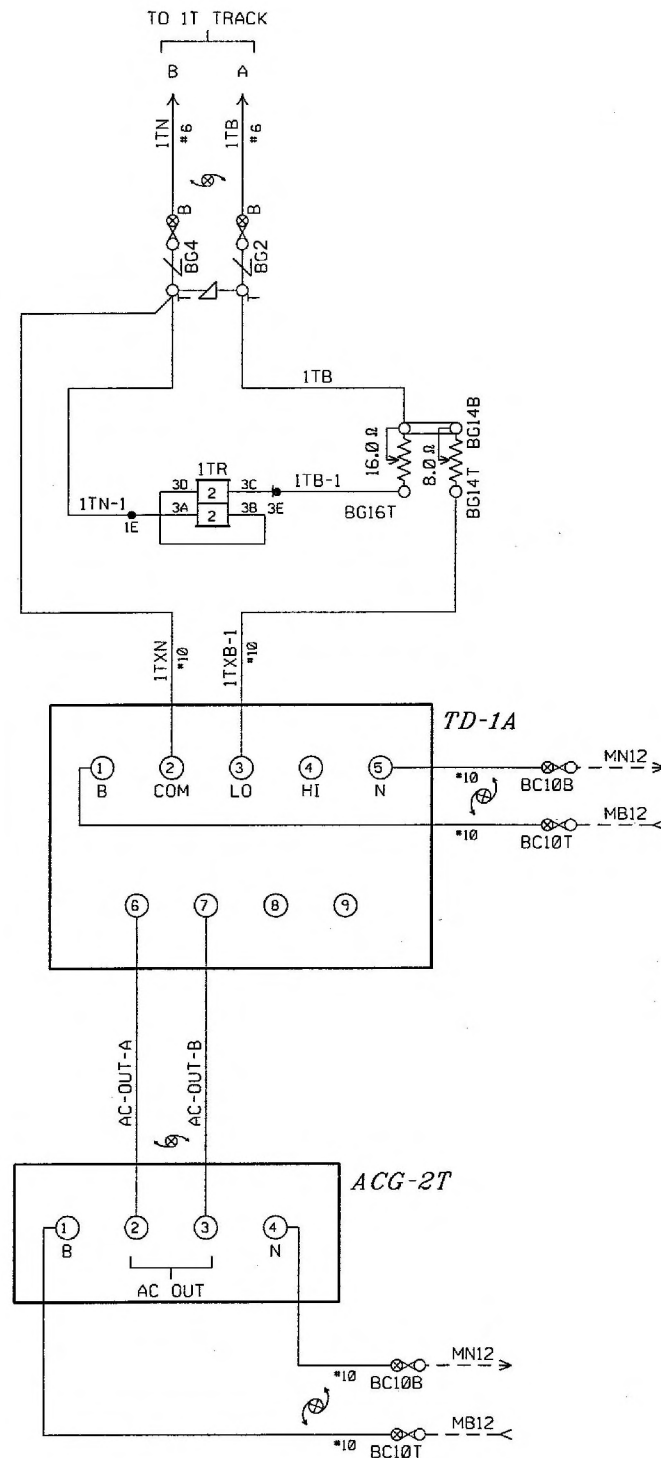 TO 1T TRACK
B A
1TN #6 1TB #6
B B
BG4 BG2
T T
1TB
16.0 Ω 8.0 Ω BG14B
1TR
3D 2 3C 1TB-1
1TN-1 3A 2 3B 3E
1E
BG16T BG14T
1TXN #10 1TXB-1 #10
TD-1A
1 2 3 4 5
B COM LO HI N
#10 BC10B MN12
#10 BC10T MB12
6 7 8 9
AC-OUT-A AC-OUT-B
ACG-2T
1 2 3 4
B N
AC OUT
#10 BC10B MN12
#10 BC10T MB12